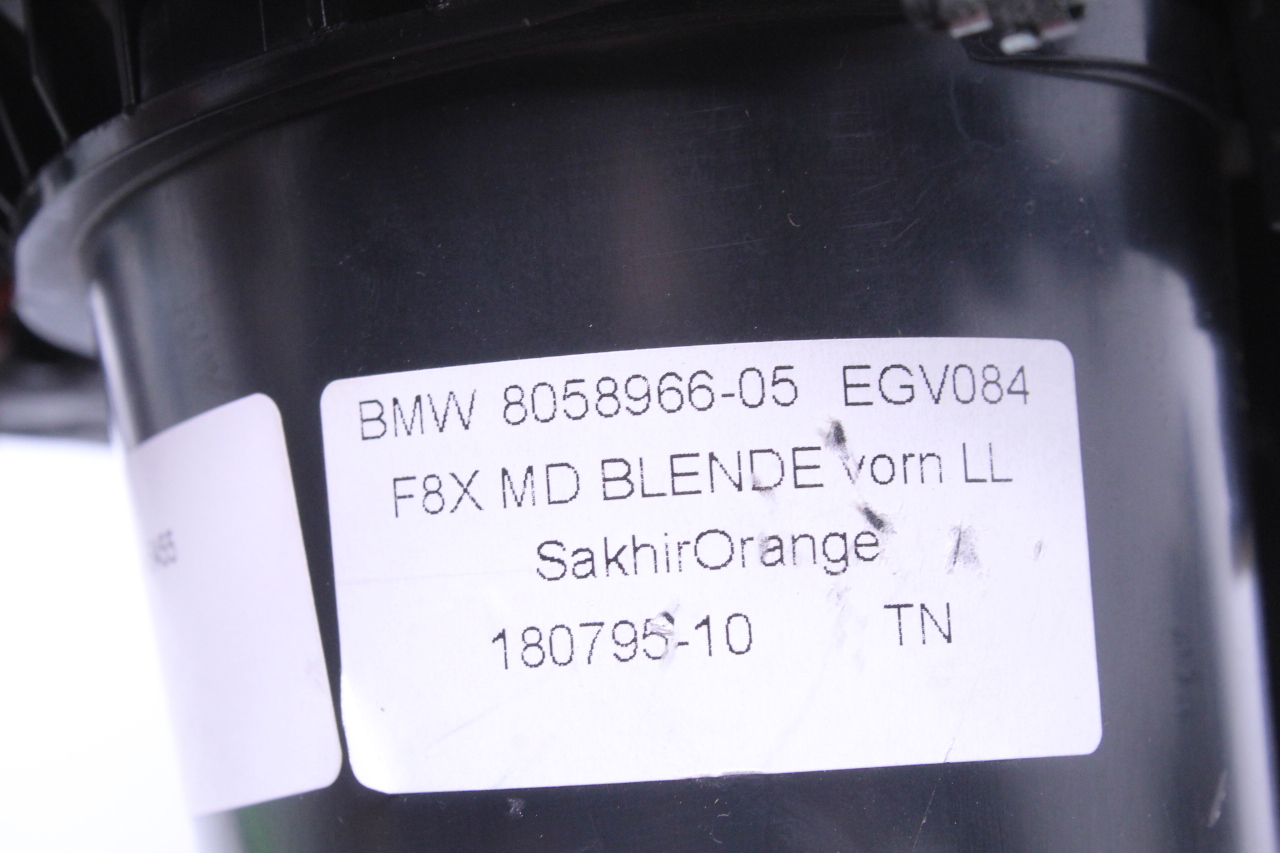 BMW 8058966-05 EGV084
F8X MD BLENDE vorn LL
SakhirOrange
180795-10 TN